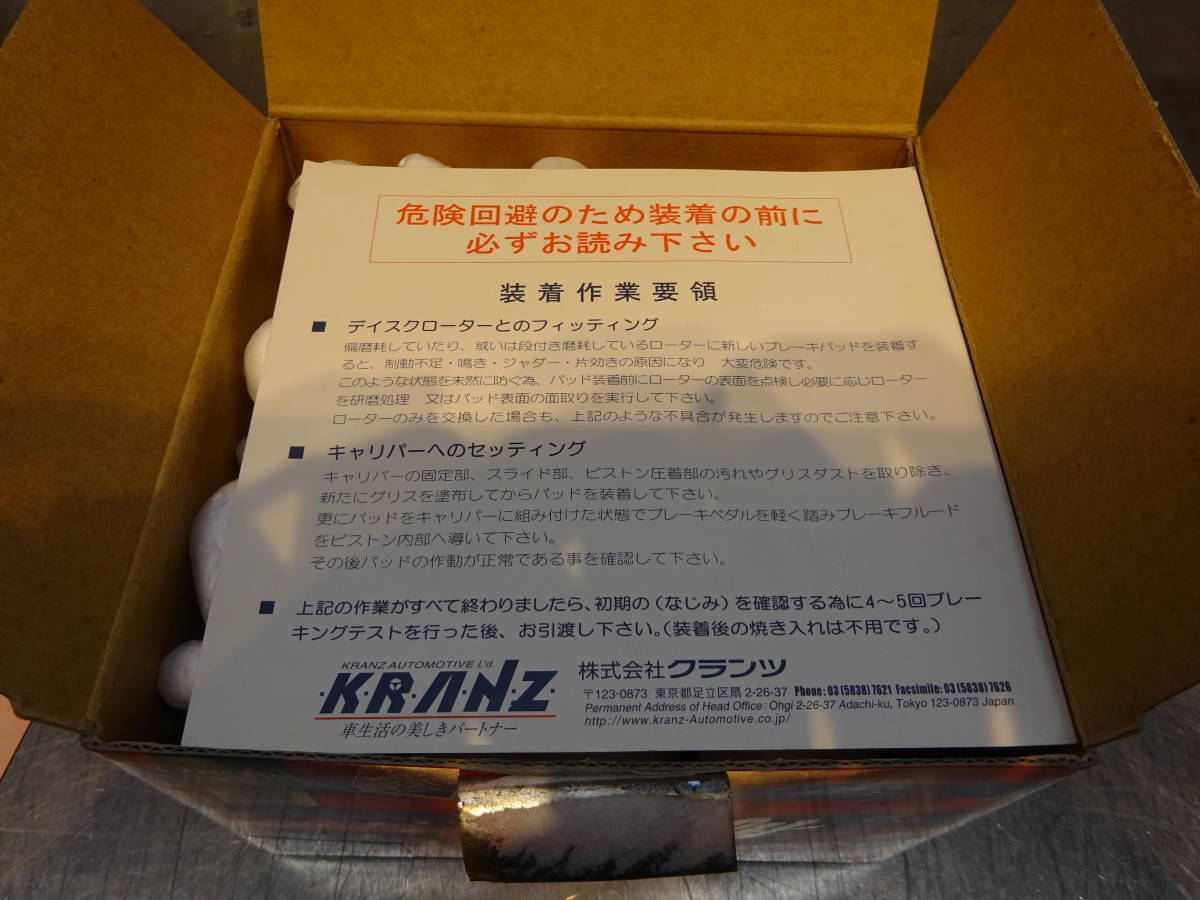 危険回避のため装着の前に
必ずお読み下さい
装着作業要領
■ デイスクローターとのフィッティング
偏磨耗していたり、或いは段付き磨耗しているローターに新しいブレーキパッドを装着す
ると、制動不足・鳴き・ジャダー・片効きの原因になり 大変危険です。
このような状態を未然に防ぐ為、パッド装着前にローターの表面を点検し必要に応じローター
を研磨処理 又はパッド表面の面取りを実行して下さい。
ローターのみを交換した場合も、上記のような不具合が発生しますのでご注意下さい。
■ キャリパーへのセッティング
キャリパーの固定部、スライド部、ピストン圧着部の汚れやグリスダストを取り除き、
新たにグリスを塗布してからパッドを装着して下さい。
更にパッドをキャリパーに組み付けた状態でブレーキペダルを軽く踏みブレーキフルード
をピストン内部へ導いて下さい。
その後パッドの作動が正常である事を確認して下さい。
■ 上記の作業がすべて終わりましたら、初期の(なじみ)を確認する為に4～5回ブレー
キングテストを行った後、お引渡し下さい。(装着後の焼き入れは不用です。)
KRANZ AUTOMOTIVE L'd.
·K·R·A·N·Z·
車生活の美しきパートナー
株式会社クランツ
〒123-0873 東京都足立区扇2-26-37 Phone: 03 (5838) 7621 Facsimile: 03 (5838) 7626
Permanent Address of Head Office: Ohgi 2-26-37 Adachi-ku, Tokyo 123-0873 Japan
http://www.kranz-Automotive.co.jp/